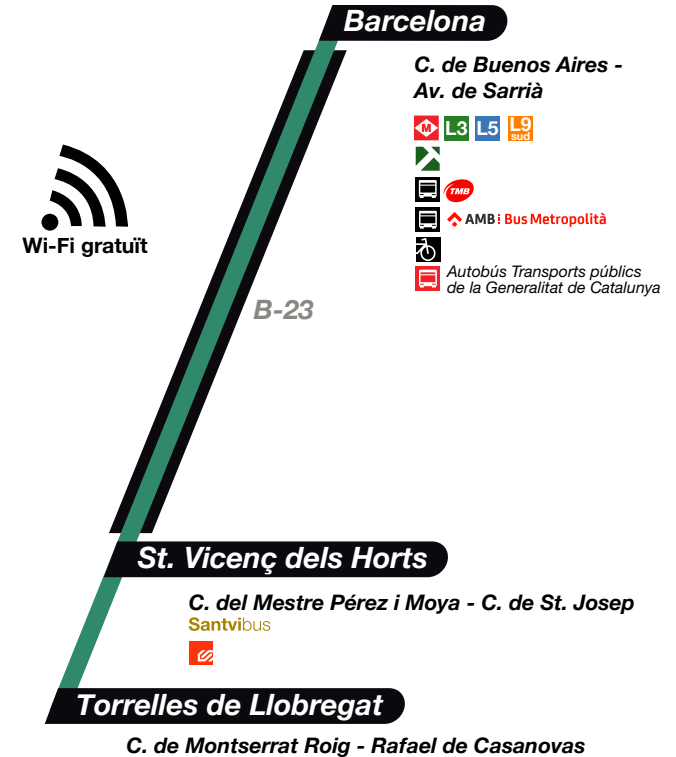 Barcelona
C. de Buenos Aires -
Av. de Sarrià
M L3 L5 L9
sud
TMB
AMB Bus Metropolità
Wi-Fi gratuït
Autobús Transports públics
de la Generalitat de Catalunya
B-23
St. Vicenç dels Horts
C. del Mestre Pérez i Moya - C. de St. Josep
Santvibus
Torrelles de Llobregat
C. de Montserrat Roig - Rafael de Casanovas